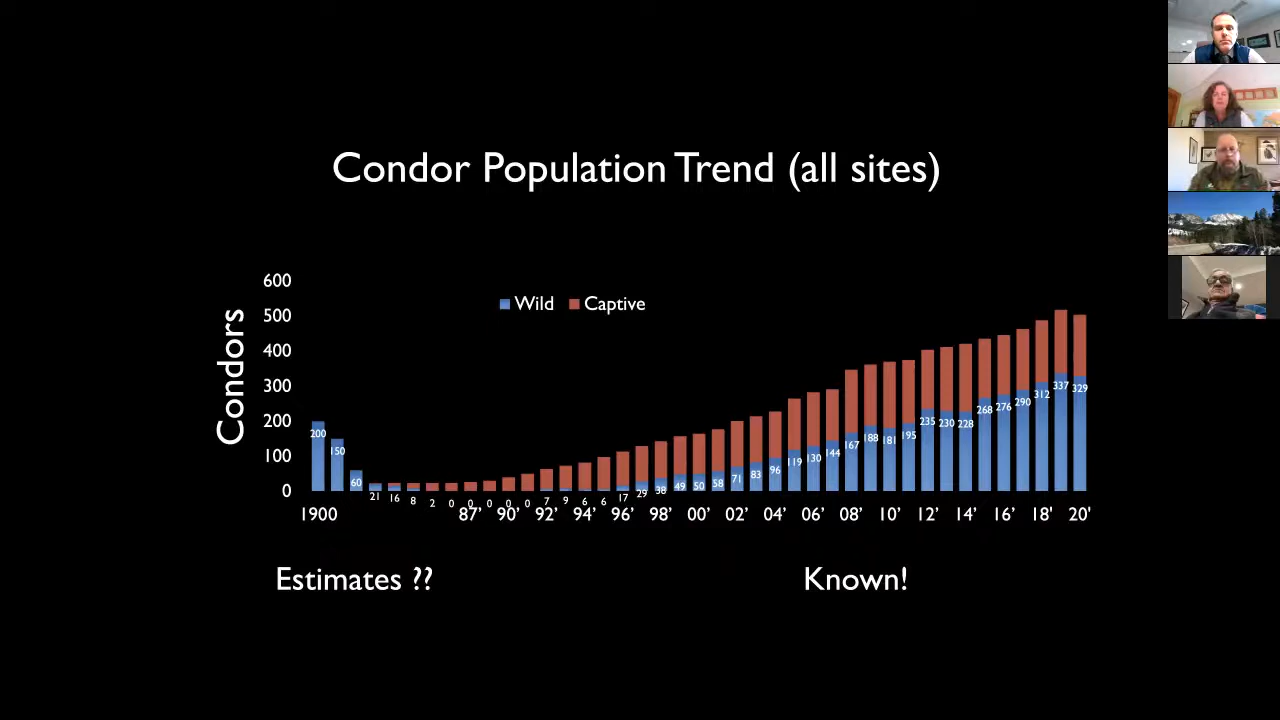 Condor Population Trend (all sites)
Condors
600
500
400
300
200
100
0
Wild Captive
200 150 60 21 16 8 2 0 0 0 0 0 7 9 6 6 17 29 38 49 50 58 71 83 96 119 130 144 167 188 181 195 235 230 228 268 276 290 312 337 329
1900 87' 90' 92' 94' 96' 98' 00' 02' 04' 06' 08' 10' 12' 14' 16' 18' 20'
Estimates ?? Known!